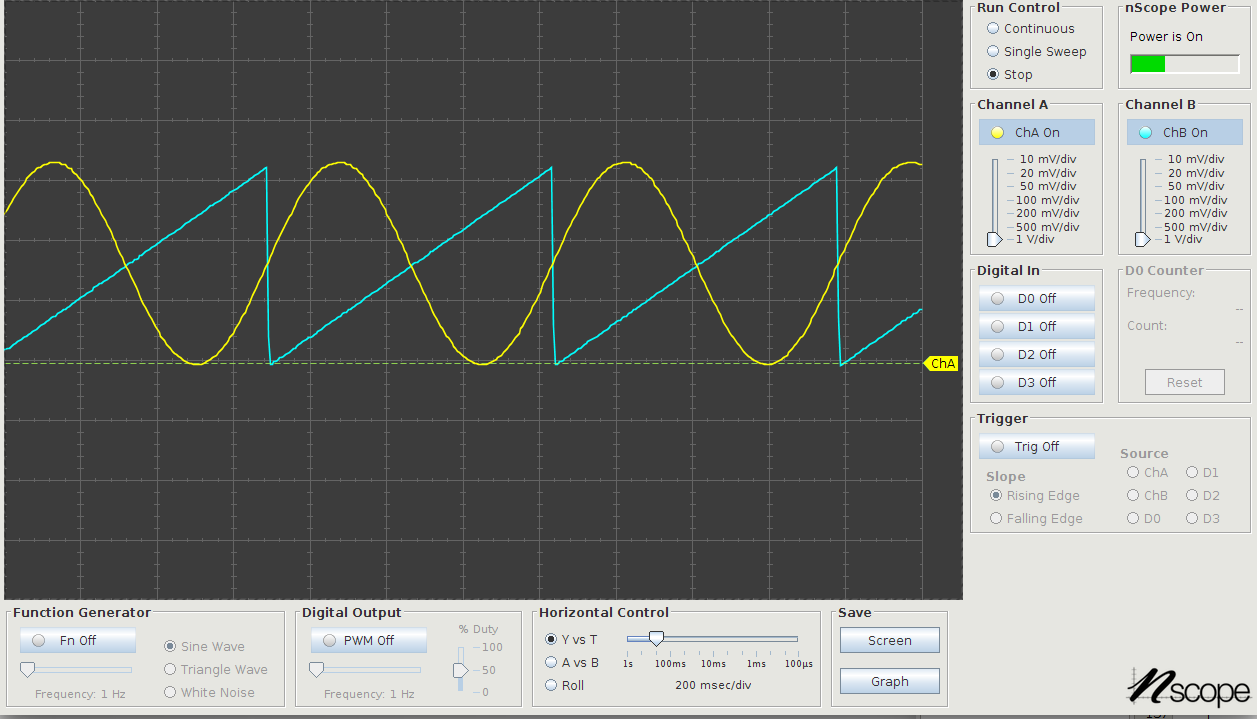 Run Control
Continuous
Single Sweep
Stop
nScope Power
Power is On
Channel A
ChA On
10 mV/div
20 mV/div
50 mV/div
100 mV/div
200 mV/div
500 mV/div
1 V/div
Channel B
ChB On
10 mV/div
20 mV/div
50 mV/div
100 mV/div
200 mV/div
500 mV/div
1 V/div
Digital In
D0 Off
D1 Off
D2 Off
D3 Off
D0 Counter
Frequency:
--
Count:
--
Reset
ChA
Trigger
Trig Off
Slope
Rising Edge
Falling Edge
Source
ChA D1
ChB D2
D0 D3
Function Generator
Fn Off
Frequency: 1 Hz
Sine Wave
Triangle Wave
White Noise
Digital Output
PWM Off
Frequency: 1 Hz
% Duty
100
50
0
Horizontal Control
Y vs T
A vs B
Roll
1s 100ms 10ms 1ms 100µs
200 msec/div
Save
Screen
Graph
nscope